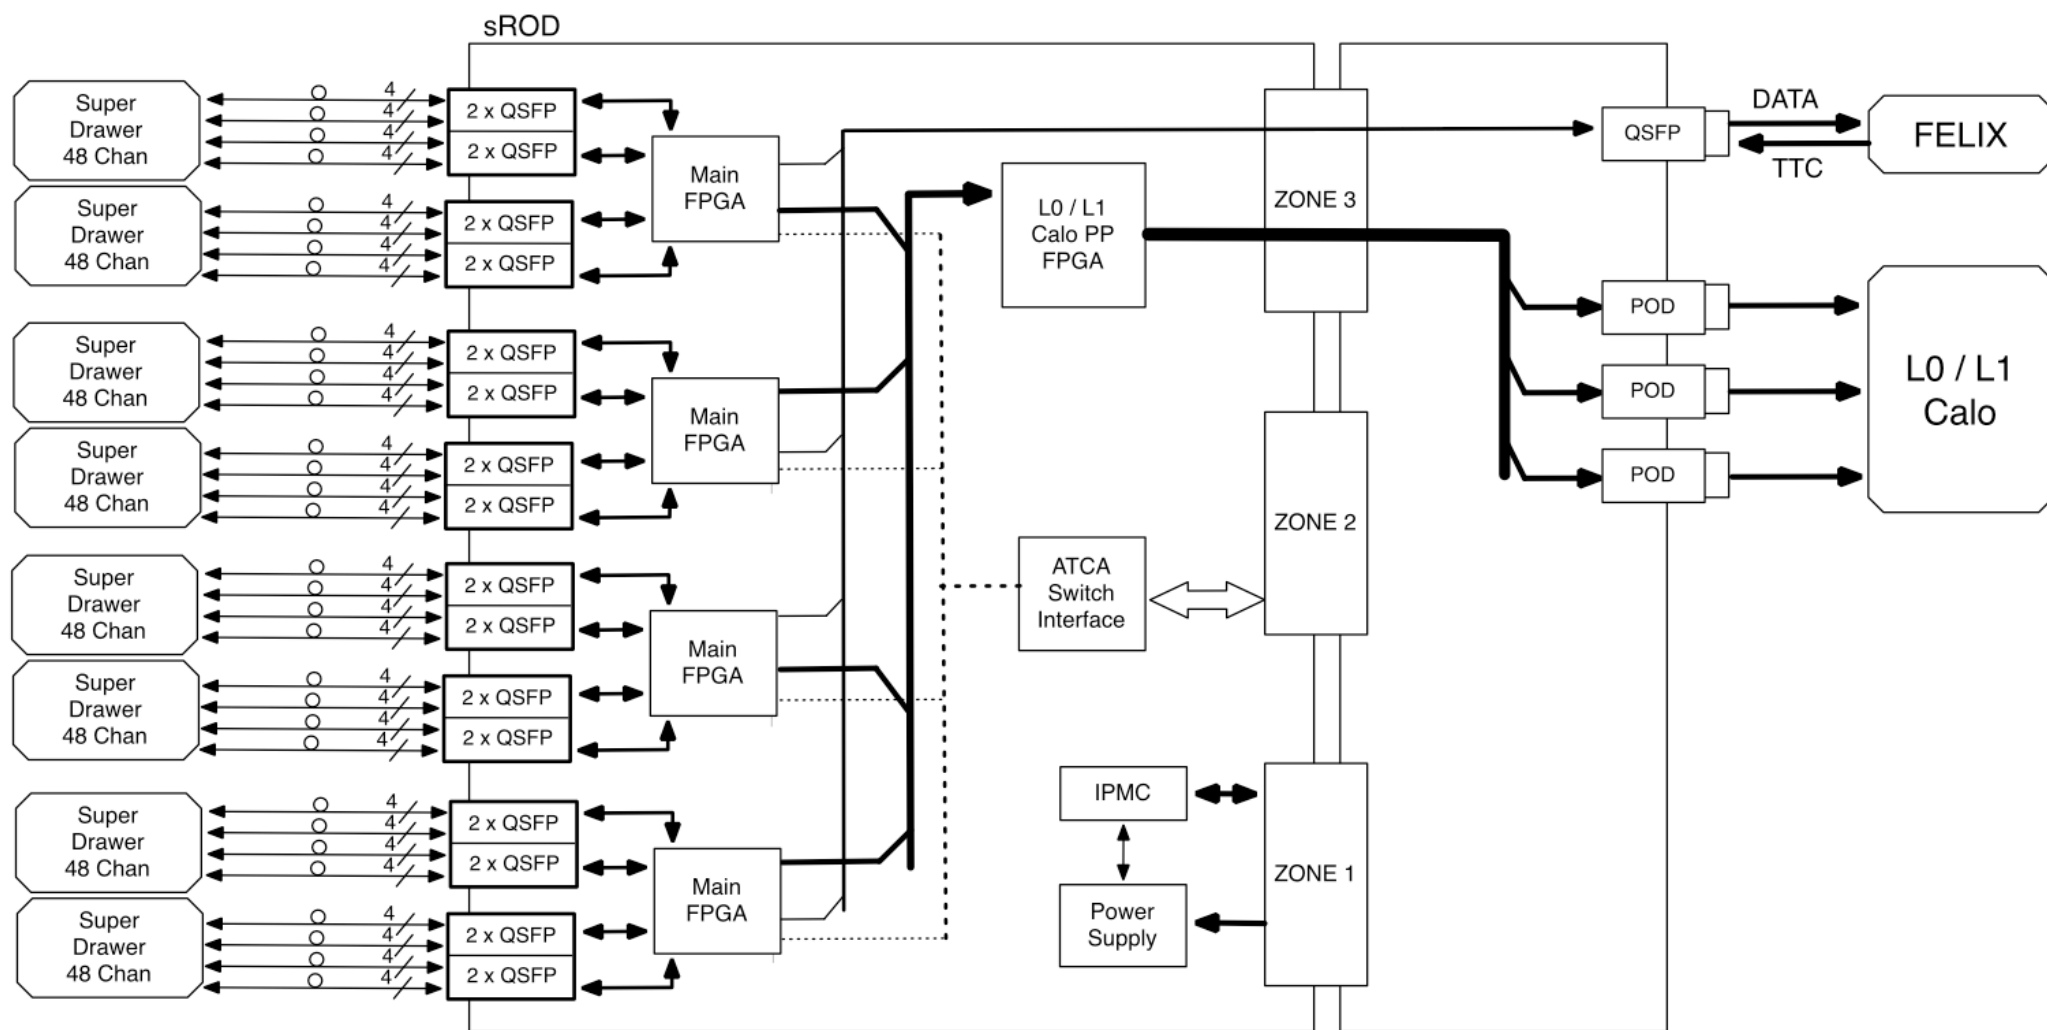 sROD
Super
Drawer
48 Chan
4
4
4
4
2 x QSFP
2 x QSFP
Super
Drawer
48 Chan
4
4
4
4
2 x QSFP
2 x QSFP
Main
FPGA
Super
Drawer
48 Chan
4
4
4
4
2 x QSFP
2 x QSFP
Super
Drawer
48 Chan
4
4
4
4
2 x QSFP
2 x QSFP
Main
FPGA
Super
Drawer
48 Chan
4
4
4
4
2 x QSFP
2 x QSFP
Super
Drawer
48 Chan
4
4
4
4
2 x QSFP
2 x QSFP
Main
FPGA
Super
Drawer
48 Chan
4
4
4
4
2 x QSFP
2 x QSFP
Super
Drawer
48 Chan
4
4
4
4
2 x QSFP
2 x QSFP
Main
FPGA
L0 / L1
Calo PP
FPGA
ATCA
Switch
Interface
IPMC
Power
Supply
ZONE 3
ZONE 2
ZONE 1
QSFP
DATA
TTC
FELIX
POD
POD
POD
L0 / L1
Calo